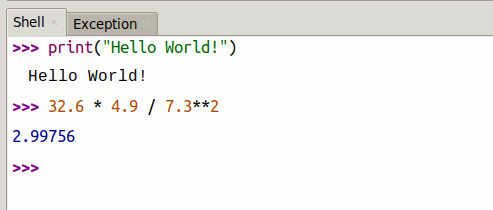 Shell Exception
>>> print("Hello World!")
Hello World!
>>> 32.6 * 4.9 / 7.3**2
2.99756
>>>